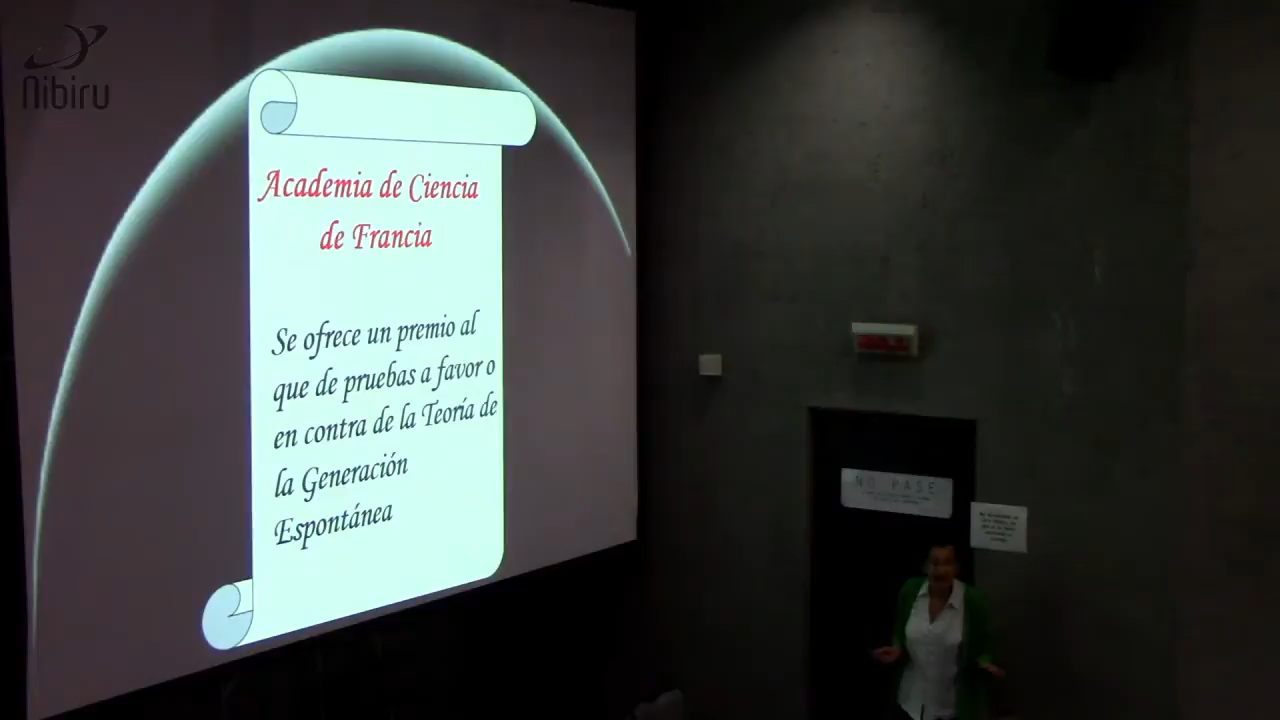 Nibiru
Academia de Ciencia
de Francia
Se ofrece un premio al
que de pruebas a favor o
en contra de la Teoría de
la Generación
Espontánea
NO PASE